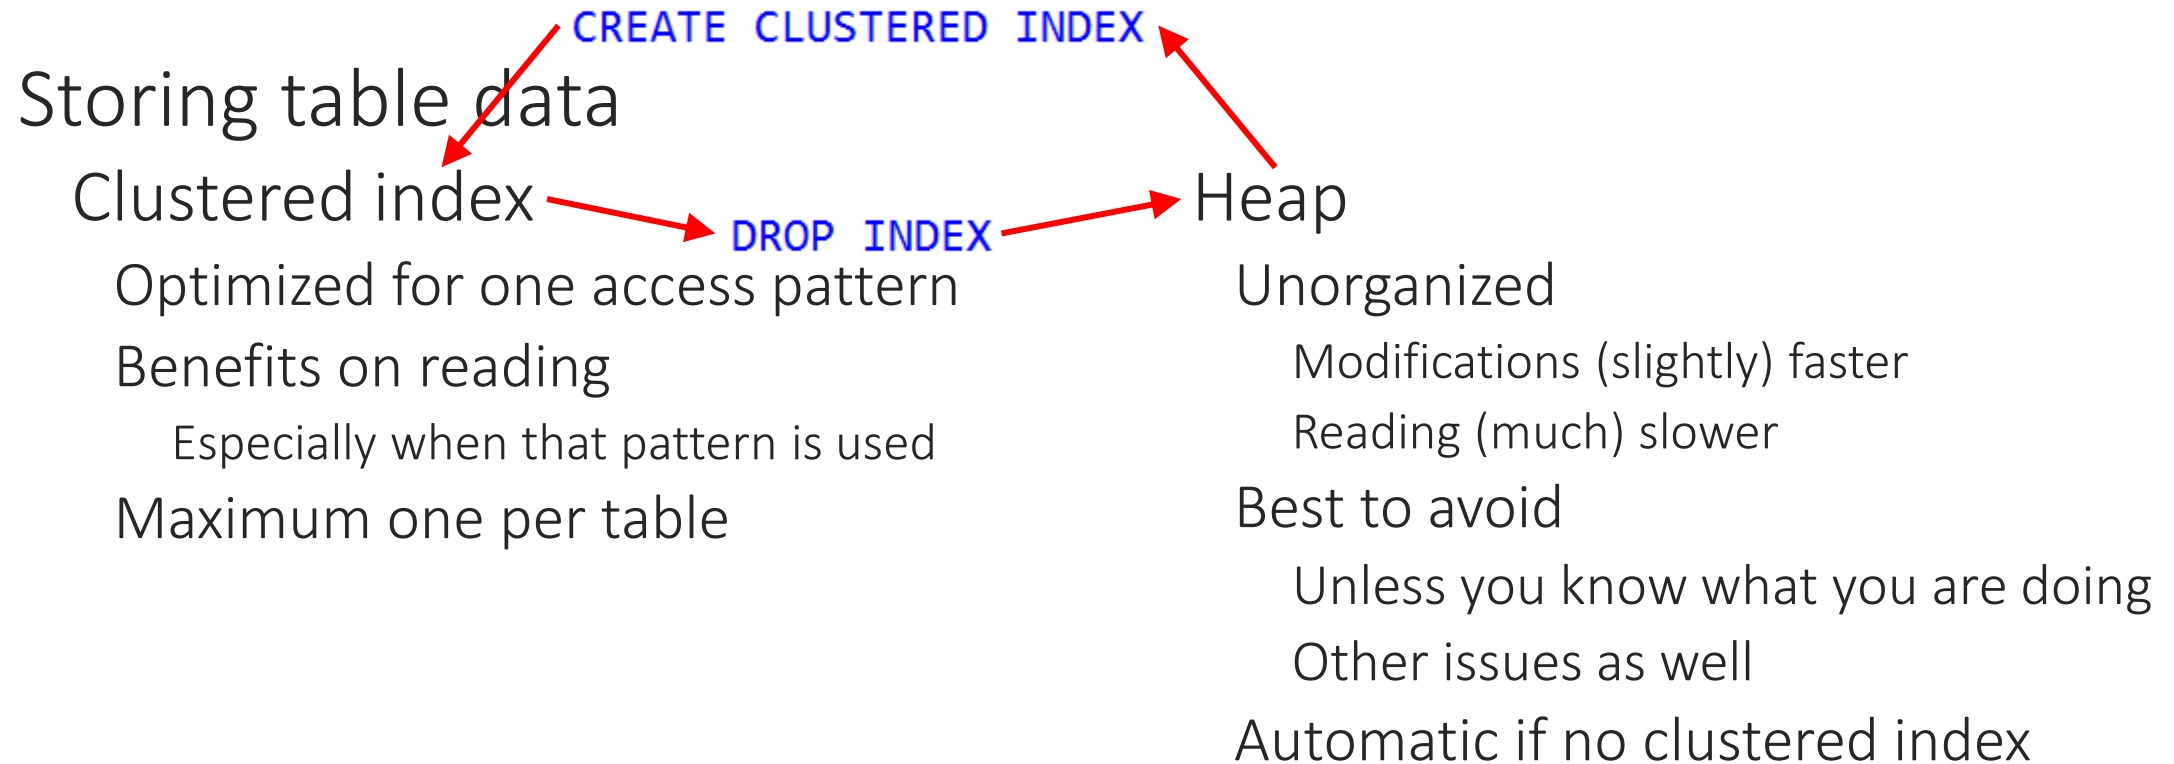 CREATE CLUSTERED INDEX
Storing table data
Clustered index
DROP INDEX
Heap
Optimized for one access pattern
Benefits on reading
Especially when that pattern is used
Maximum one per table
Unorganized
Modifications (slightly) faster
Reading (much) slower
Best to avoid
Unless you know what you are doing
Other issues as well
Automatic if no clustered index